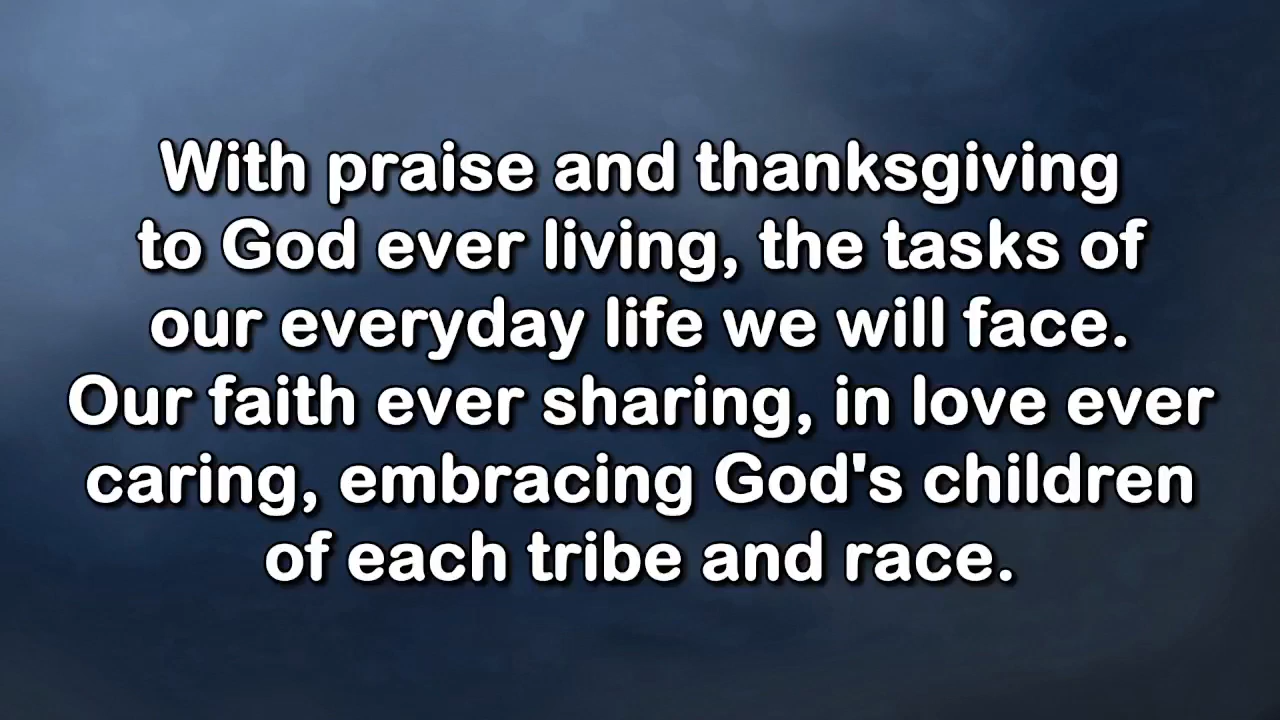 With praise and thanksgiving
to God ever living, the tasks of
our everyday life we will face.
Our faith ever sharing, in love ever
caring, embracing God's children
of each tribe and race.